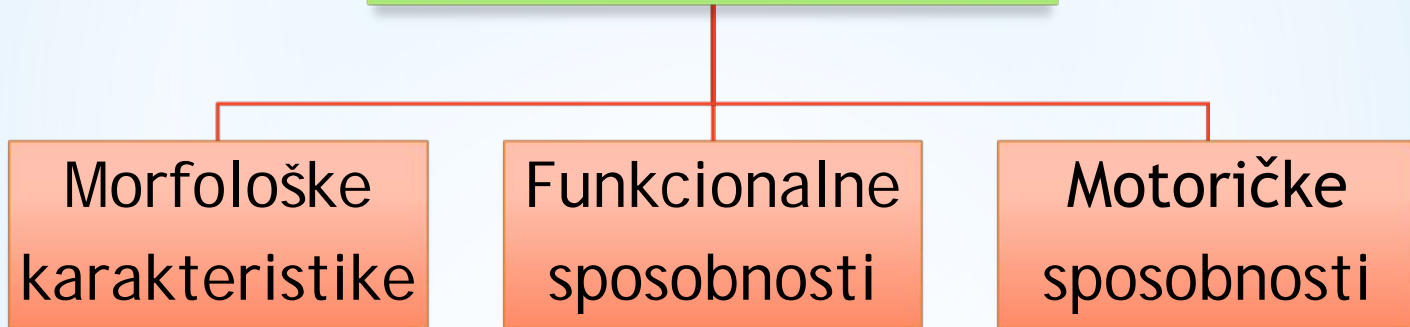 Morfološke
karakteristike
Funkcionalne
sposobnosti
Motoričke
sposobnosti